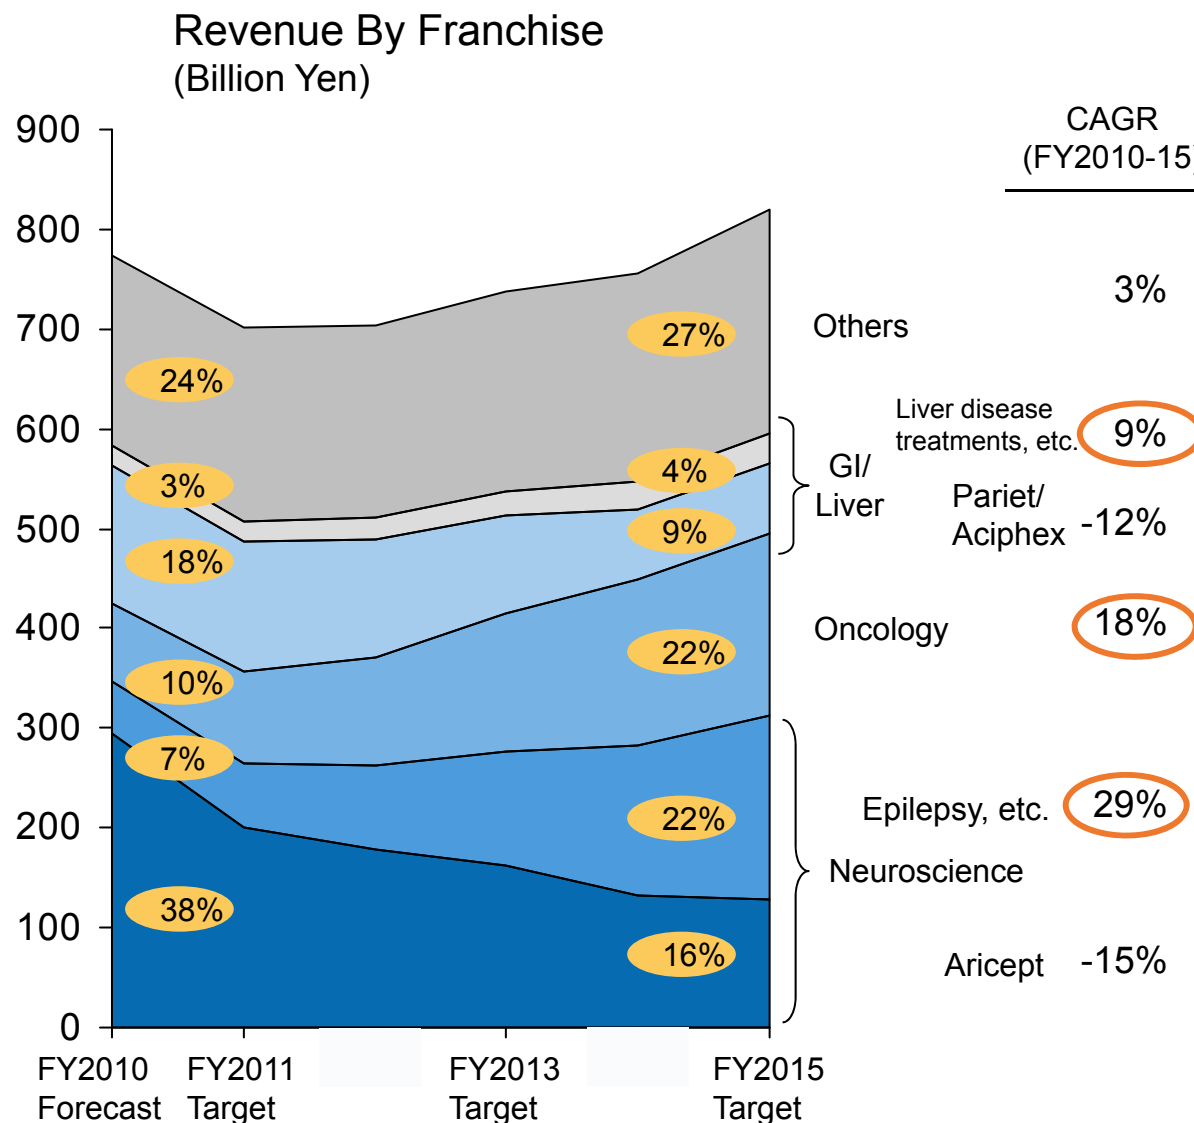 Revenue By Franchise
(Billion Yen)
900
800
700
600
500
400
300
200
100
0
24%
3%
18%
10%
7%
38%
27%
4%
9%
22%
22%
16%
FY2010
Forecast
FY2011
Target
FY2013
Target
FY2015
Target
CAGR
(FY2010-15)
Others
3%
GI/
Liver
Liver disease
treatments, etc.
9%
Pariet/
Aciphex
-12%
Oncology
18%
Neuroscience
Epilepsy, etc.
29%
Aricept
-15%